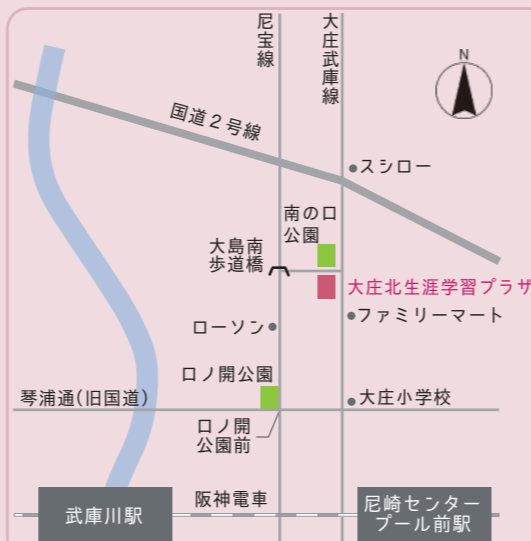 尼宝線
大庄武庫線
N
国道2号線
スシロー
南の口
公園
大島南
歩道橋
大庄北生涯学習プラザ
ファミリーマート
ローソン
口ノ開公園
琴浦通(旧国道)
大庄小学校
口ノ開
公園前
阪神電車
武庫川駅
尼崎センター
プール前駅